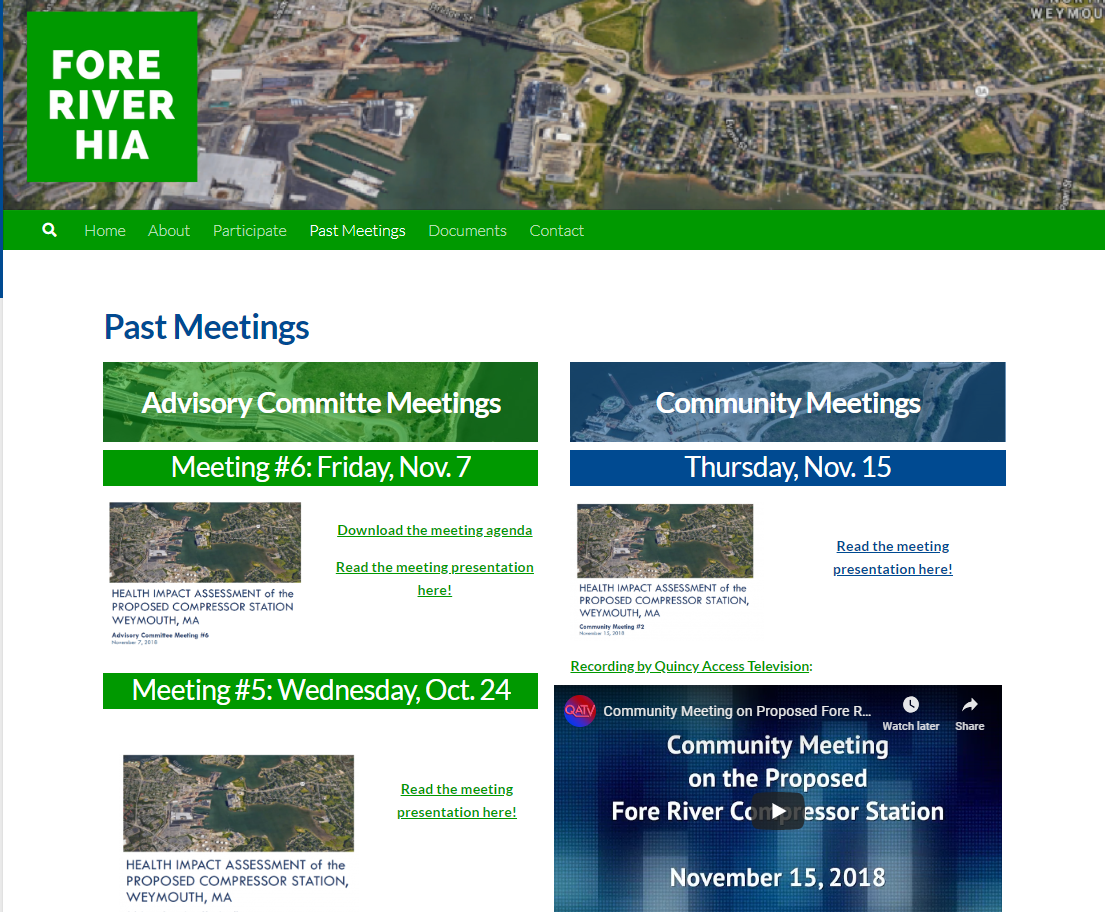 WEYMOU
FORE
RIVER
HIA
Home About Participate Past Meetings Documents Contact
Past Meetings
Advisory Committe Meetings
Meeting #6: Friday, Nov. 7
Download the meeting agenda
Read the meeting presentation
here!
HEALTH IMPACT ASSESSMENT of the
PROPOSED COMPRESSOR STATION,
WEYMOUTH, MA
Advisory Committee Meeting #6
November 7, 2018
Meeting #5: Wednesday, Oct. 24
Read the meeting
presentation here!
HEALTH IMPACT ASSESSMENT of the
PROPOSED COMPRESSOR STATION,
WEYMOUTH, MA
Community Meetings
Thursday, Nov. 15
Read the meeting
presentation here!
HEALTH IMPACT ASSESSMENT of the
PROPOSED COMPRESSOR STATION,
WEYMOUTH, MA
Community Meeting #2
November 15, 2018
Recording by Quincy Access Television:
QATV Community Meeting on Proposed Fore R...
Watch later Share
Community Meeting
on the Proposed
Fore River Compressor Station
November 15, 2018